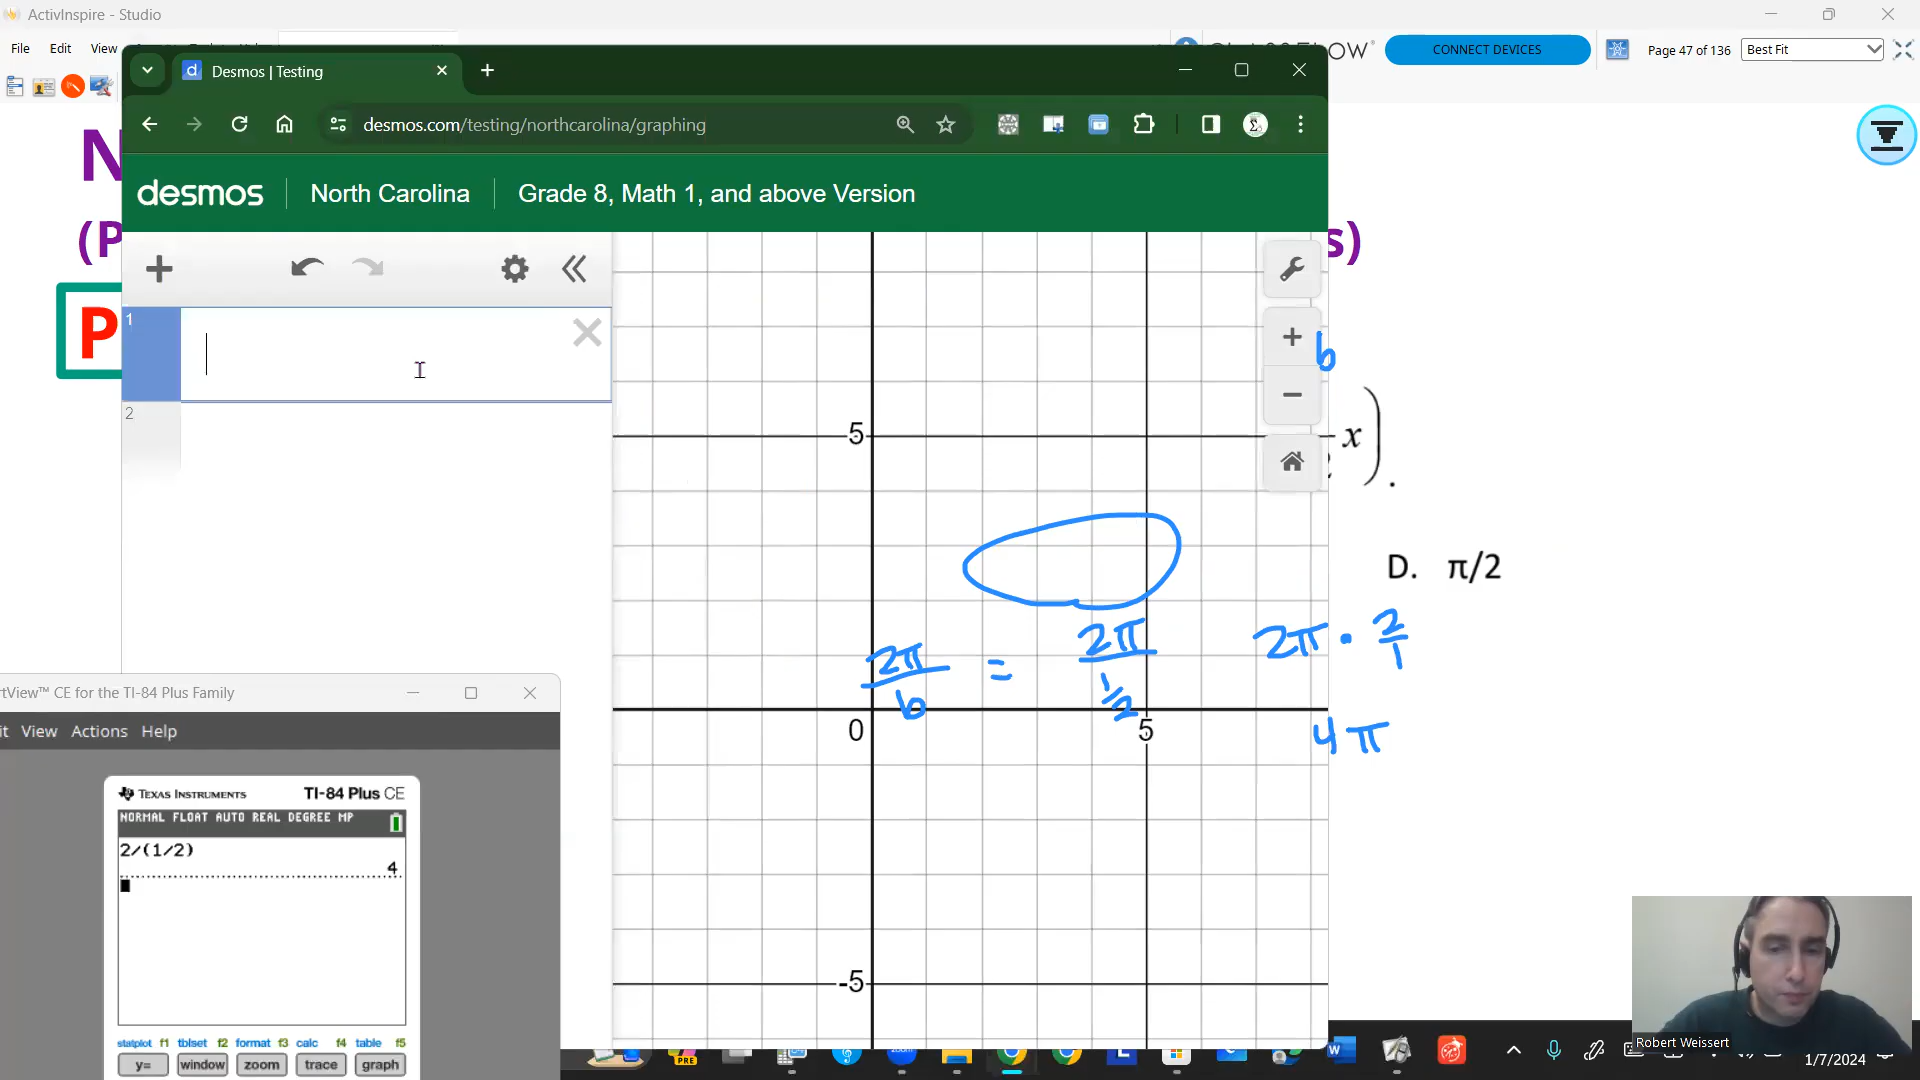 ActivInspire - Studio
File Edit View
CONNECT DEVICES
Page 47 of 136
Best Fit
Desmos | Testing
desmos.com/testing/northcarolina/graphing
desmos
North Carolina
Grade 8, Math 1, and above Version
N
(P
s)
P
1
2
b
x
.
5
0
5
-5
D. π/2
2π/b = 2π/½
2π · 2/1
4π
rtView™ CE for the TI-84 Plus Family
it View Actions Help
TEXAS INSTRUMENTS TI-84 Plus CE
NORMAL FLOAT AUTO REAL DEGREE MP
2/(1/2)
4
statplot f1 tblset f2 format f3 calc f4 table f5
y= window zoom trace graph
Robert Weissert
1/7/2024